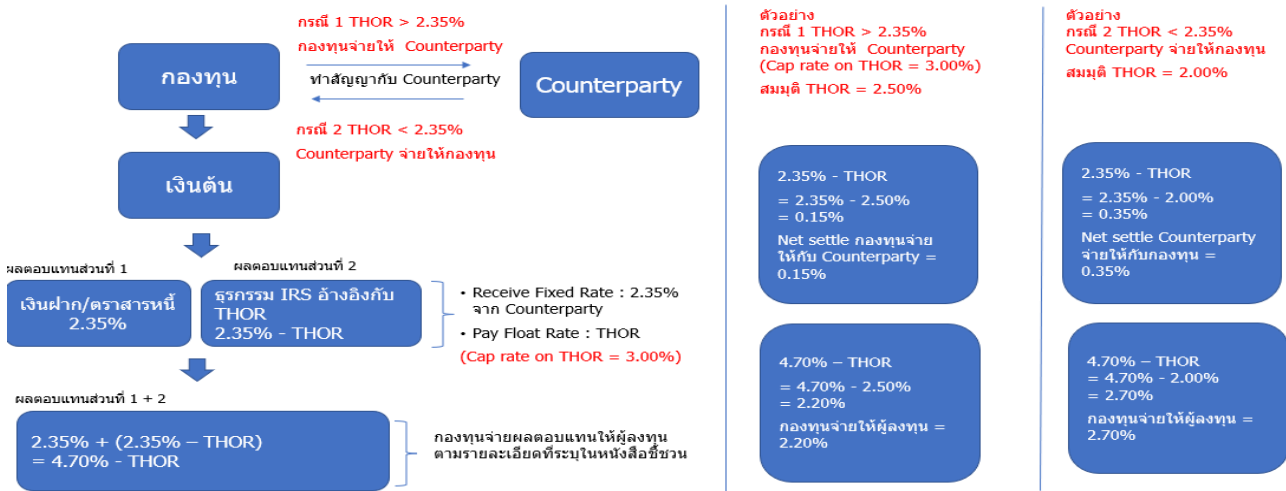 กรณี 1 THOR > 2.35%
กองทุนจ่ายให้ Counterparty
กองทุน
ทำสัญญากับ Counterparty
Counterparty
กรณี 2 THOR < 2.35%
Counterparty จ่ายให้กองทุน
เงินต้น
ผลตอบแทนส่วนที่ 1
เงินฝาก/ตราสารหนี้
2.35%
ผลตอบแทนส่วนที่ 2
ธุรกรรม IRS อ้างอิงกับ
THOR
2.35% - THOR
• Receive Fixed Rate : 2.35%
จาก Counterparty
• Pay Float Rate : THOR
(Cap rate on THOR = 3.00%)
ผลตอบแทนส่วนที่ 1 + 2
2.35% + (2.35% – THOR)
= 4.70% - THOR
กองทุนจ่ายผลตอบแทนให้ผู้ลงทุน
ตามรายละเอียดที่ระบุในหนังสือชี้ชวน
ตัวอย่าง
กรณี 1 THOR > 2.35%
กองทุนจ่ายให้ Counterparty
(Cap rate on THOR = 3.00%)
สมมุติ THOR = 2.50%
2.35% - THOR
= 2.35% - 2.50%
= 0.15%
Net settle กองทุนจ่าย
ให้กับ Counterparty =
0.15%
4.70% – THOR
= 4.70% - 2.50%
= 2.20%
กองทุนจ่ายให้ผู้ลงทุน =
2.20%
ตัวอย่าง
กรณี 2 THOR < 2.35%
Counterparty จ่ายให้กองทุน
สมมุติ THOR = 2.00%
2.35% - THOR
= 2.35% - 2.00%
= 0.35%
Net settle Counterparty
จ่ายให้กับกองทุน =
0.35%
4.70% – THOR
= 4.70% - 2.00%
= 2.70%
กองทุนจ่ายให้ผู้ลงทุน =
2.70%